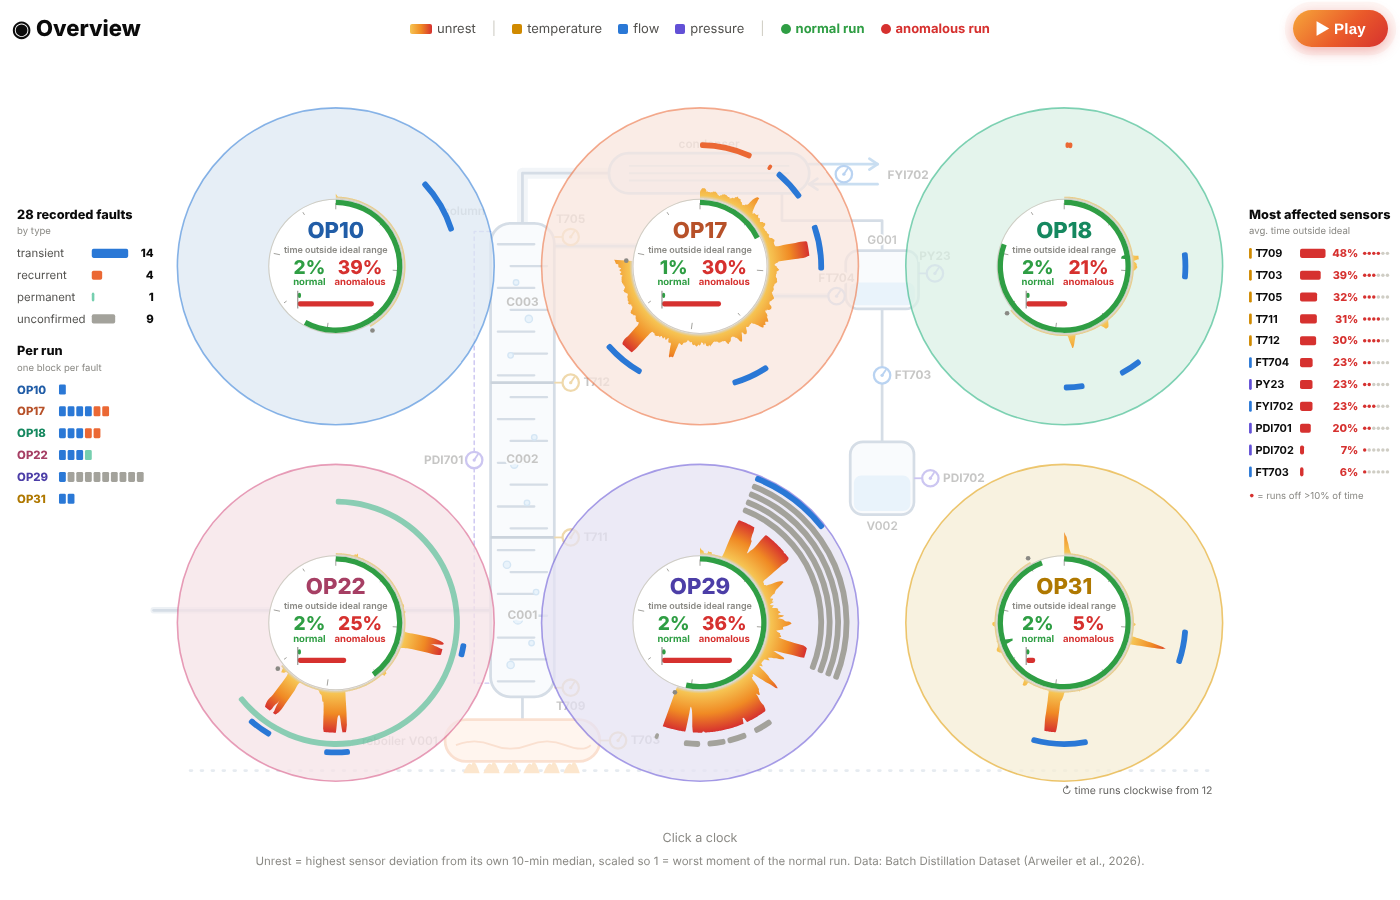 ◉ Overview
unrest
temperature
flow
pressure
normal run
anomalous run
▶ Play
28 recorded faults
by type
transient 14
recurrent 4
permanent 1
unconfirmed 9
Per run
one block per fault
OP10
OP17
OP18
OP22
OP29
OP31
OP10
time outside ideal range
2% 39%
normal anomalous
OP17
time outside ideal range
1% 30%
normal anomalous
OP18
time outside ideal range
2% 21%
normal anomalous
OP22
time outside ideal range
2% 25%
normal anomalous
OP29
time outside ideal range
2% 36%
normal anomalous
OP31
time outside ideal range
2% 5%
normal anomalous
column
T705
FYI702
G001
PY23
FT704
C003
FT703
T712
PDI701
C002
PDI702
V002
T711
C001
T709
reboiler V001
T703
Most affected sensors
avg. time outside ideal
T709 48%
T703 39%
T705 32%
T711 31%
T712 30%
FT704 23%
PY23 23%
FYI702 23%
PDI701 20%
PDI702 7%
FT703 6%
• = runs off >10% of time
↻ time runs clockwise from 12
Click a clock
Unrest = highest sensor deviation from its own 10-min median, scaled so 1 = worst moment of the normal run. Data: Batch Distillation Dataset (Arweiler et al., 2026).